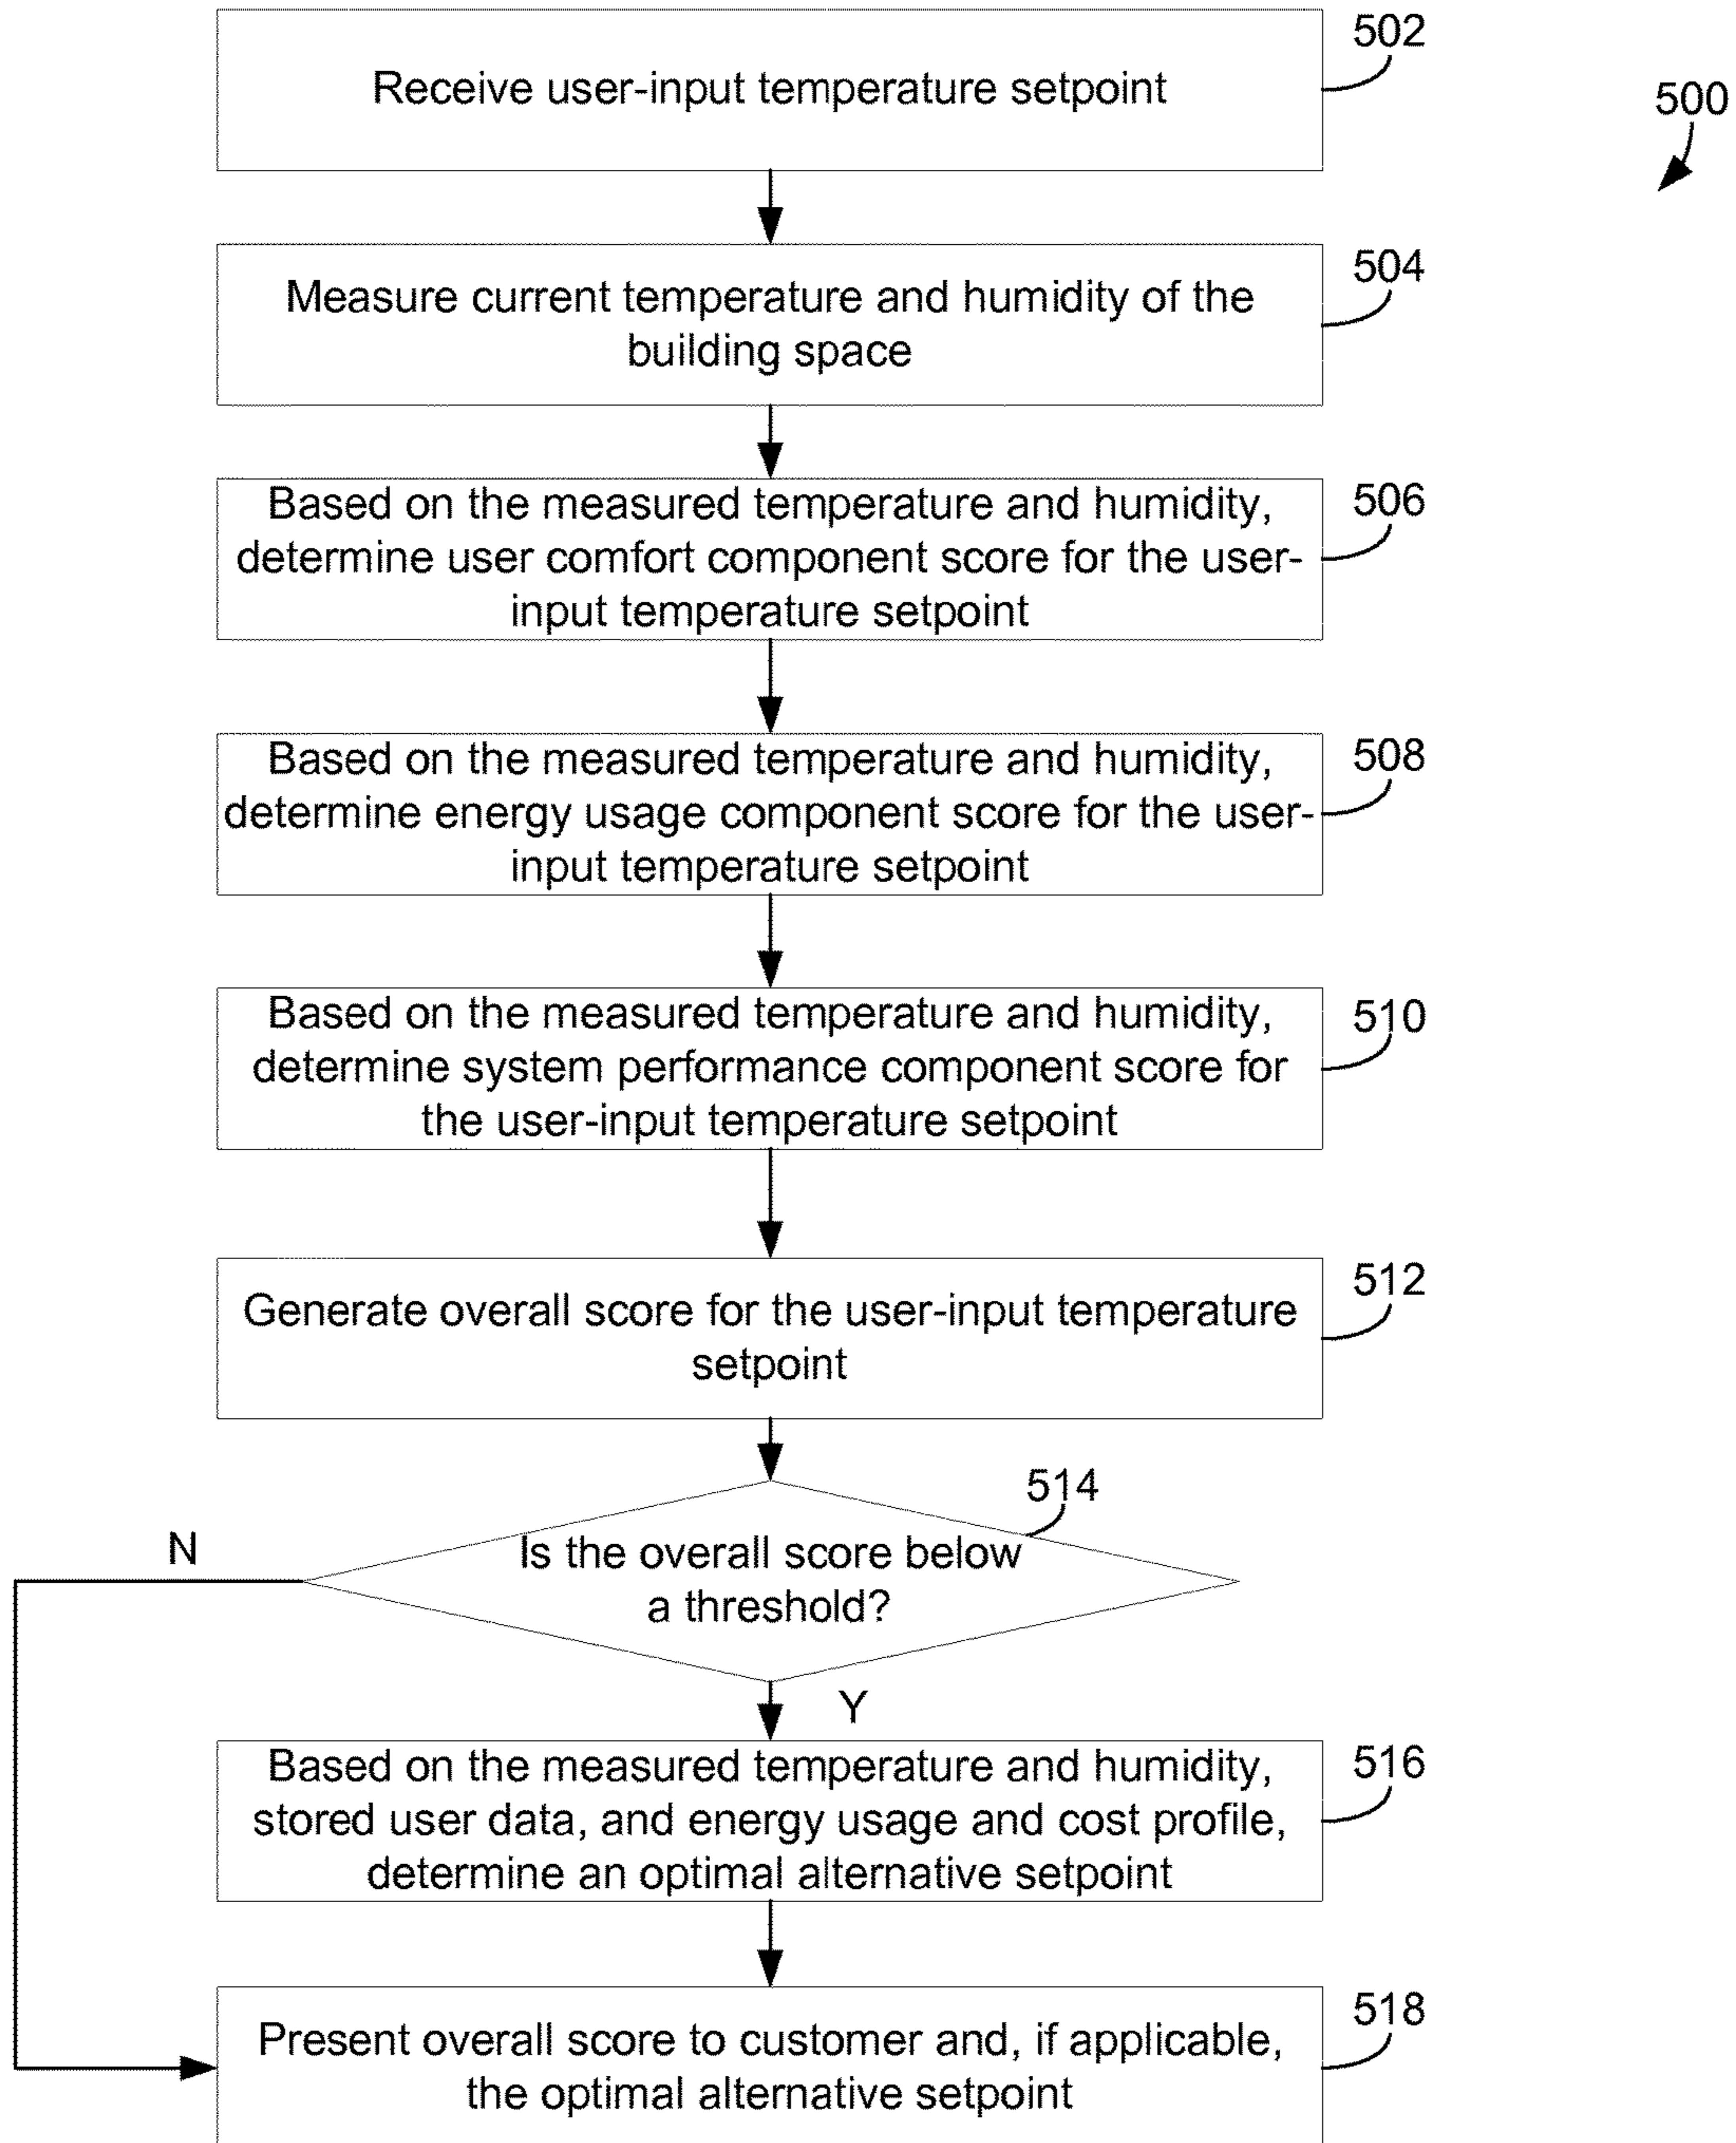 502
Receive user-input temperature setpoint
500
504
Measure current temperature and humidity of the
building space
506
Based on the measured temperature and humidity,
determine user comfort component score for the user-
input temperature setpoint
508
Based on the measured temperature and humidity,
determine energy usage component score for the user-
input temperature setpoint
510
Based on the measured temperature and humidity,
determine system performance component score for
the user-input temperature setpoint
512
Generate overall score for the user-input temperature
setpoint
514
N
Is the overall score below
a threshold?
Y
516
Based on the measured temperature and humidity,
stored user data, and energy usage and cost profile,
determine an optimal alternative setpoint
518
Present overall score to customer and, if applicable,
the optimal alternative setpoint